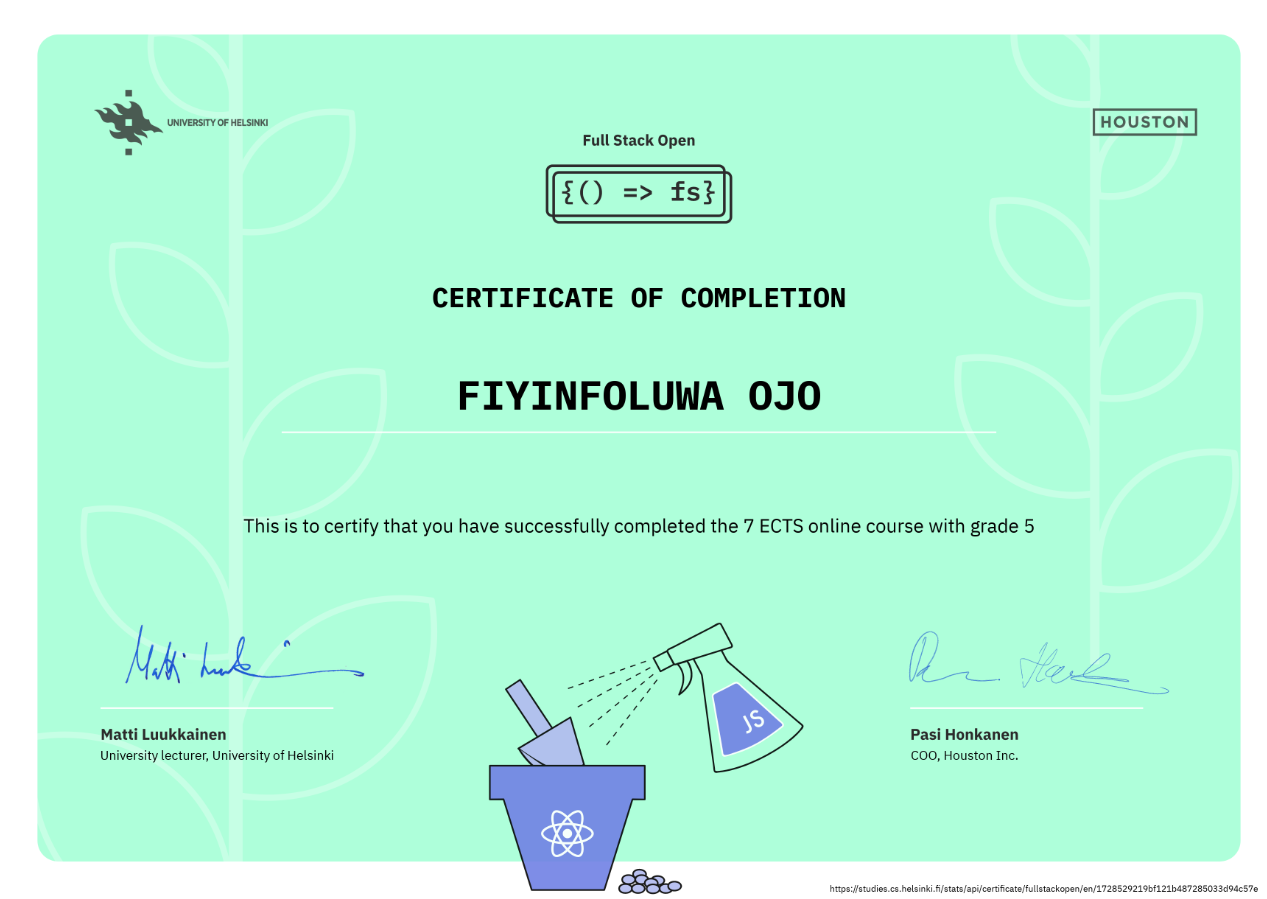 UNIVERSITY OF HELSINKI
HOUSTON
Full Stack Open
{() => fs}
CERTIFICATE OF COMPLETION
FIYINFOLUWA OJO
This is to certify that you have successfully completed the 7 ECTS online course with grade 5
Matti Luukkainen
University lecturer, University of Helsinki
JS
Pasi Honkanen
COO, Houston Inc.
https://studies.cs.helsinki.fi/stats/api/certificate/fullstackopen/en/1728529219bf121b487285033d94c57e